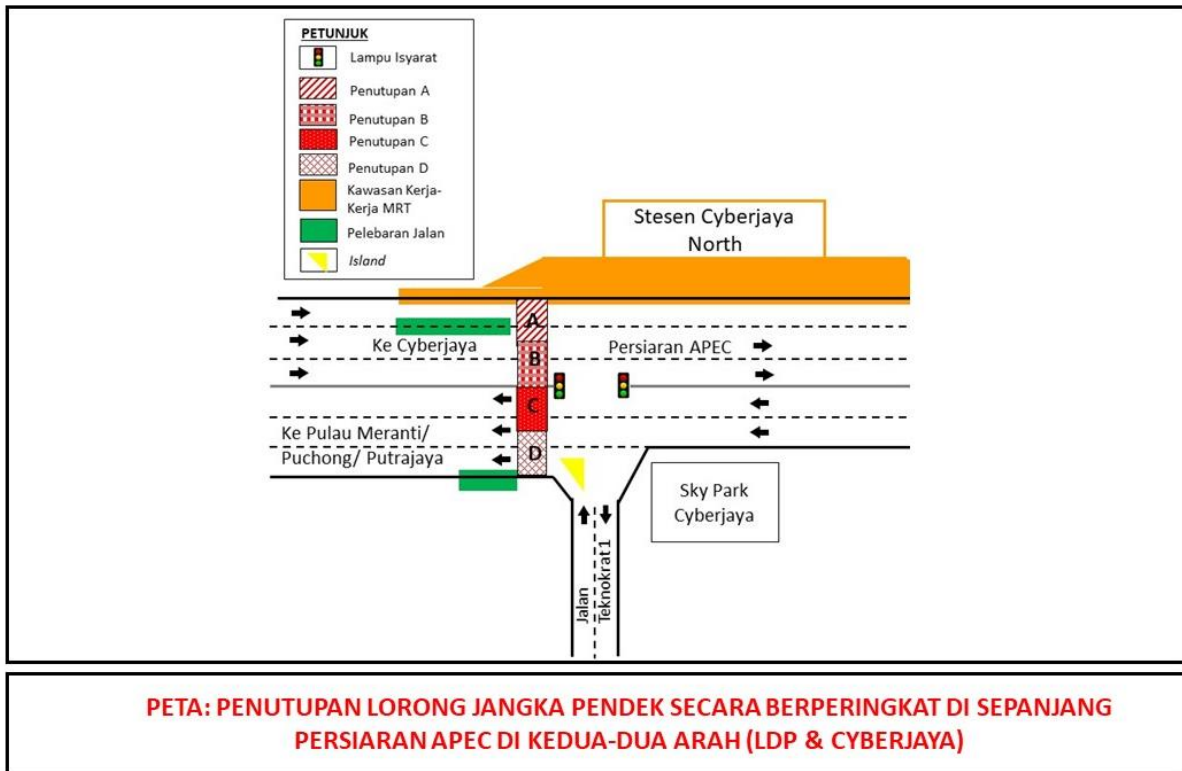 PETUNJUK
Lampu Isyarat
Penutupan A
Penutupan B
Penutupan C
Penutupan D
Kawasan Kerja-
Kerja MRT
Pelebaran Jalan
Island
Stesen Cyberjaya
North
A
Ke Cyberjaya
B
Persiaran APEC
C
Ke Pulau Meranti/
Puchong/ Putrajaya
D
Sky Park
Cyberjaya
Jalan
Teknokrat 1
PETA: PENUTUPAN LORONG JANGKA PENDEK SECARA BERPERINGKAT DI SEPANJANG
PERSIARAN APEC DI KEDUA-DUA ARAH (LDP & CYBERJAYA)